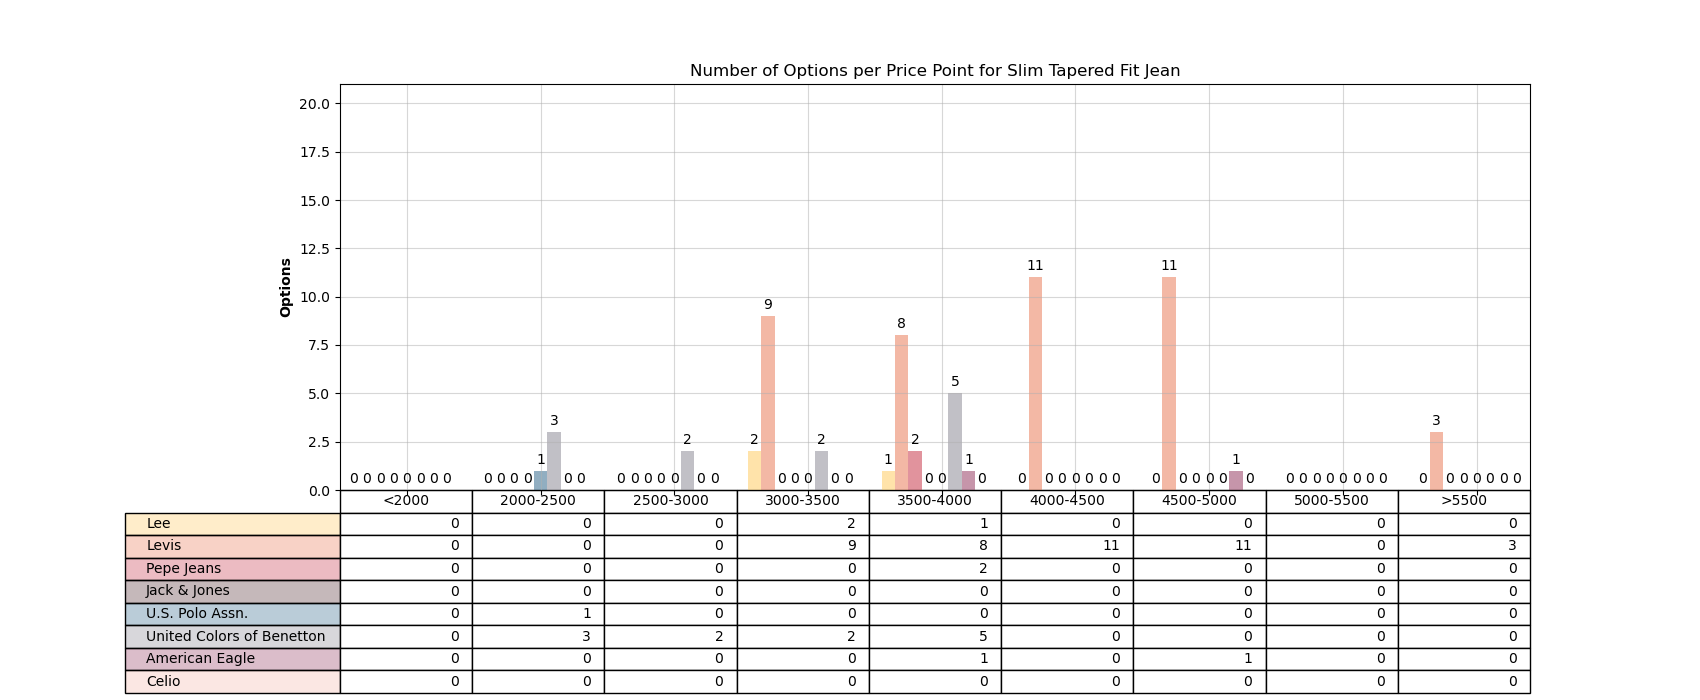 Number of Options per Price Point for Slim Tapered Fit Jean
20.0
17.5
15.0
12.5
10.0
7.5
5.0
2.5
0.0
Options
0 0 0 0 0 0 0 0
0 0 0 0 1 3 0 0
0 0 0 0 0 2 0 0
2 9 0 0 0 2 0 0
1 8 2 0 0 5 1 0
0 11 0 0 0 0 0 0
0 11 0 0 0 0 1 0
0 0 0 0 0 0 0 0
0 3 0 0 0 0 0 0
<2000 2000-2500 2500-3000 3000-3500 3500-4000 4000-4500 4500-5000 5000-5500 >5500
Lee 0 0 0 2 1 0 0 0 0
Levis 0 0 0 9 8 11 11 0 3
Pepe Jeans 0 0 0 0 2 0 0 0 0
Jack & Jones 0 0 0 0 0 0 0 0 0
U.S. Polo Assn. 0 1 0 0 0 0 0 0 0
United Colors of Benetton 0 3 2 2 5 0 0 0 0
American Eagle 0 0 0 0 1 0 1 0 0
Celio 0 0 0 0 0 0 0 0 0